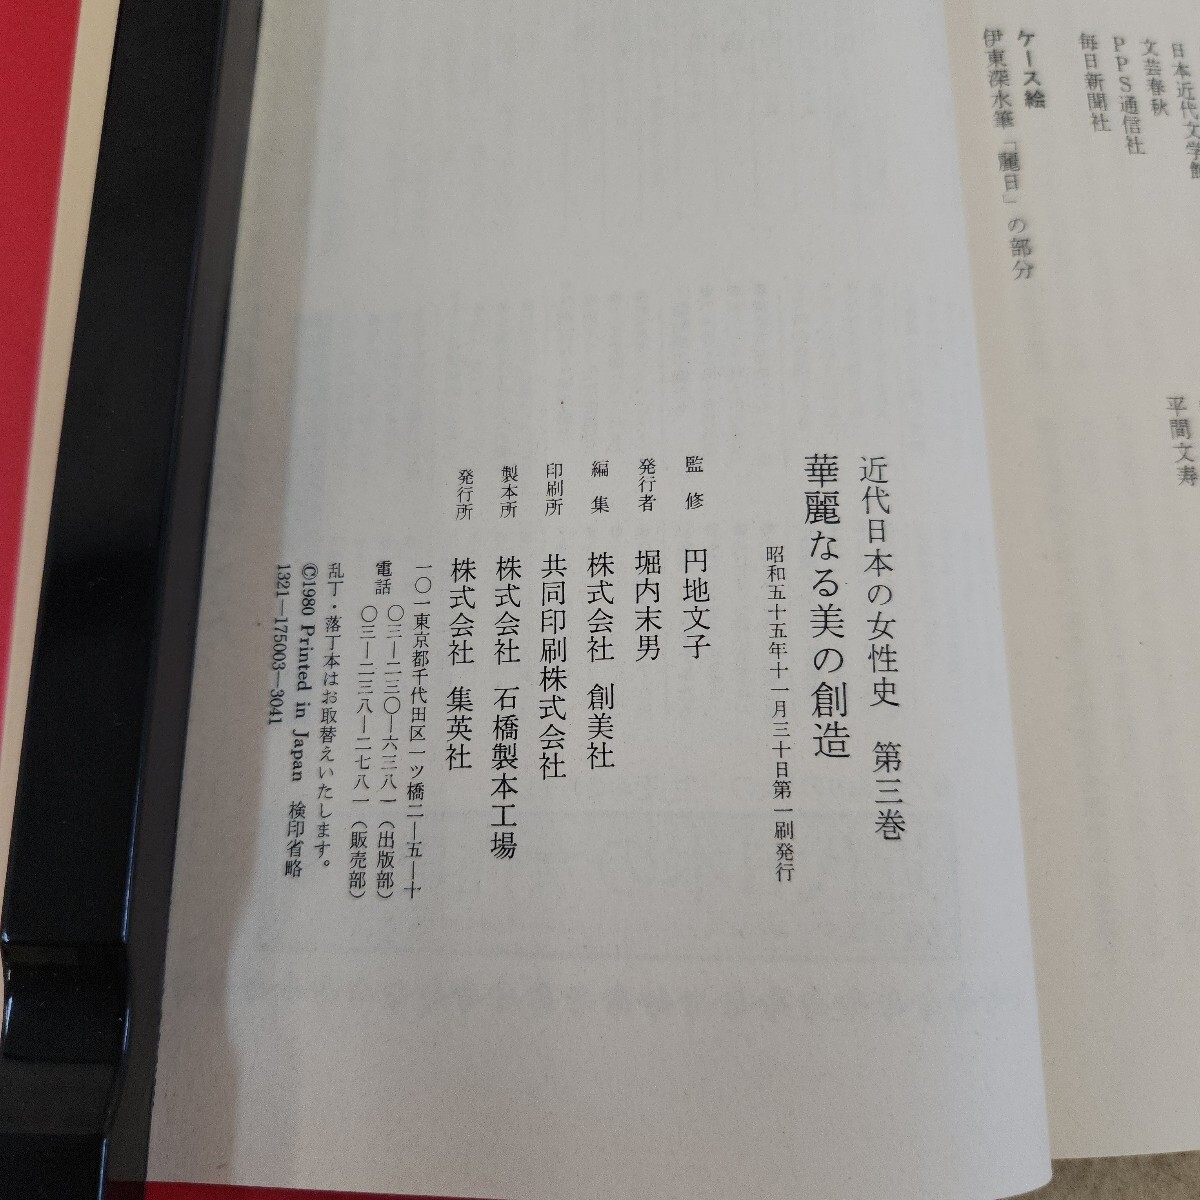 日本近代文学館
文芸春秋
PPS通信社
毎日新聞社
平間文寿
ケース絵
伊東深水筆「麗日」の部分
近代日本の女性史 第三巻
華麗なる美の創造
昭和五十五年十一月三十日第一刷発行
監修 円地文子
発行者 堀内末男
編集 株式会社 創美社
印刷所 共同印刷株式会社
製本所 株式会社 石橋製本工場
発行所 株式会社 集英社
一〇一東京都千代田区一ツ橋二—五—十
電話 〇三—二三〇—六三八一(出版部)
〇三—二三八—二七八一(販売部)
乱丁・落丁本はお取替えいたします。
©1980 Printed in Japan 検印省略
1321—175003—3041